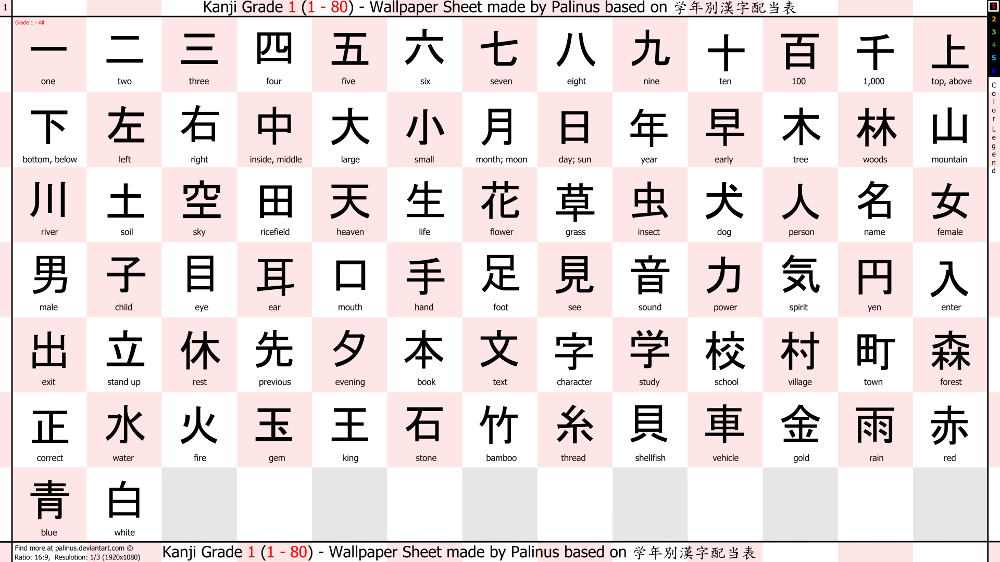 1
Kanji Grade 1 (1 - 80) - Wallpaper Sheet made by Palinus based on 学年別漢字配当表
1
2
3
4
5
6
Color Legend
Grade 1 - All
一 二 三 四 五 六 七 八 九 十 百 千 上
one two three four five six seven eight nine ten 100 1,000 top, above
下 左 右 中 大 小 月 日 年 早 木 林 山
bottom, below left right inside, middle large small month; moon day; sun year early tree woods mountain
川 土 空 田 天 生 花 草 虫 犬 人 名 女
river soil sky ricefield heaven life flower grass insect dog person name female
男 子 目 耳 口 手 足 見 音 力 気 円 入
male child eye ear mouth hand foot see sound power spirit yen enter
出 立 休 先 夕 本 文 字 学 校 村 町 森
exit stand up rest previous evening book text character study school village town forest
正 水 火 玉 王 石 竹 糸 貝 車 金 雨 赤
correct water fire gem king stone bamboo thread shellfish vehicle gold rain red
青 白
blue white
Find more at palinus.deviantart.com ©
Ratio: 16:9, Resulotion: 1/3 (1920x1080)
Kanji Grade 1 (1 - 80) - Wallpaper Sheet made by Palinus based on 学年別漢字配当表